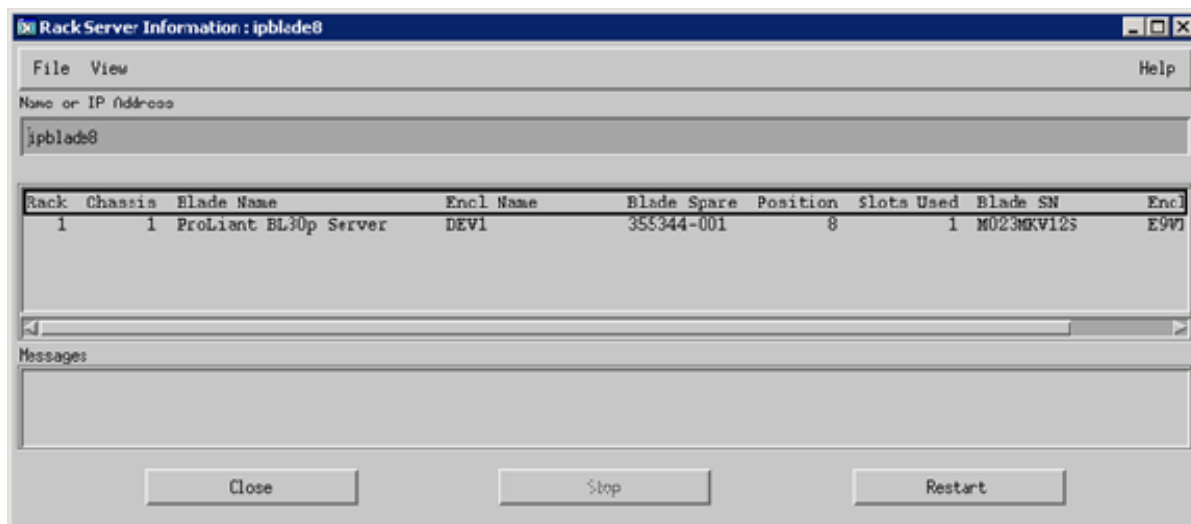 Rack Server Information : ipblade8
File View Help
Name or IP Address
ipblade8
Rack Chassis Blade Name Encl Name Blade Spare Position Slots Used Blade SN Encl
1 1 ProLiant BL30p Server DEV1 355344-001 8 1
Messages
Close Stop Restart